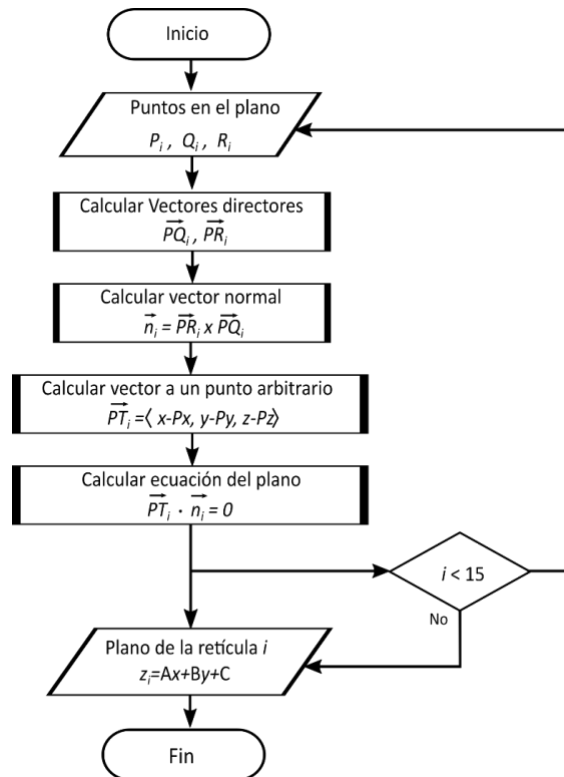 Inicio
Puntos en el plano
Pi , Qi , Ri
Calcular Vectores directores
PQi , PRi
Calcular vector normal
ni = PRi x PQi
Calcular vector a un punto arbitrario
PTi =⟨ x-Px, y-Py, z-Pz⟩
Calcular ecuación del plano
PTi · ni = 0
i < 15
No
Plano de la retícula i
zi=Ax+By+C
Fin